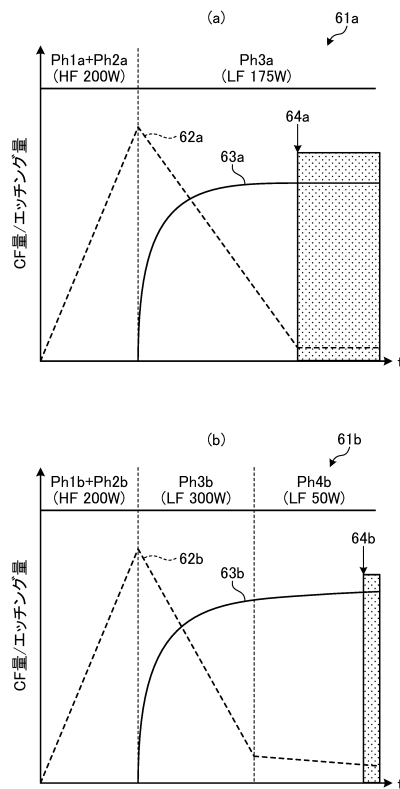 (a)
61a
Ph1a+Ph2a
(HF 200W)
Ph3a
(LF 175W)
64a
62a
63a
CF量/エッチング量
t
(b)
61b
Ph1b+Ph2b
(HF 200W)
Ph3b
(LF 300W)
Ph4b
(LF 50W)
64b
62b
63b
CF量/エッチング量
t